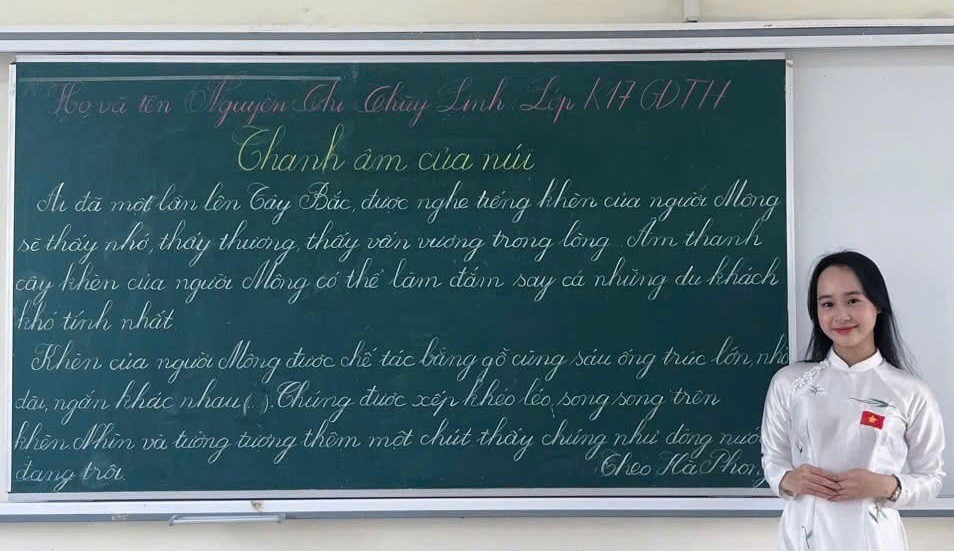 Họ và tên Nguyễn Thị Thùy Linh: Lớp K17 GDTH
Thanh âm của núi
Ai đã một lần lên Tây Bắc, được nghe tiếng khèn của người Mông
sẽ thấy nhớ, thấy thương, thấy vấn vương trong lòng... Âm thanh
cây khèn của người Mông có thể làm đắm say cả những du khách
khó tính nhất.
Khèn của người Mông được chế tác bằng gỗ cùng sáu ống trúc lớn, nhỏ
dài, ngắn khác nhau (...). Chúng được xếp khéo léo, song song trên
khèn. Nhìn và tưởng tượng thêm một chút thấy chúng như dòng nước
đang trôi.
Theo Hà Phong